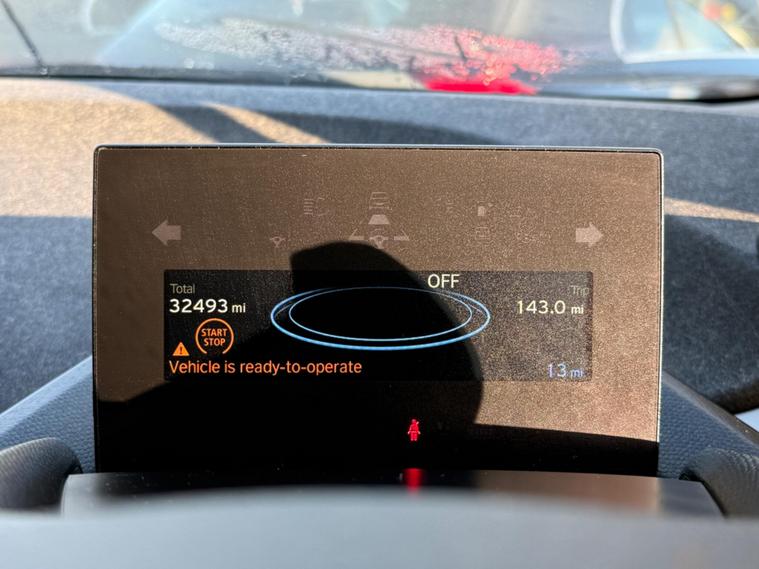 OFF
Total
Trip
32493 mi
143.0 mi
START
STOP
Vehicle is ready-to-operate
13 mi